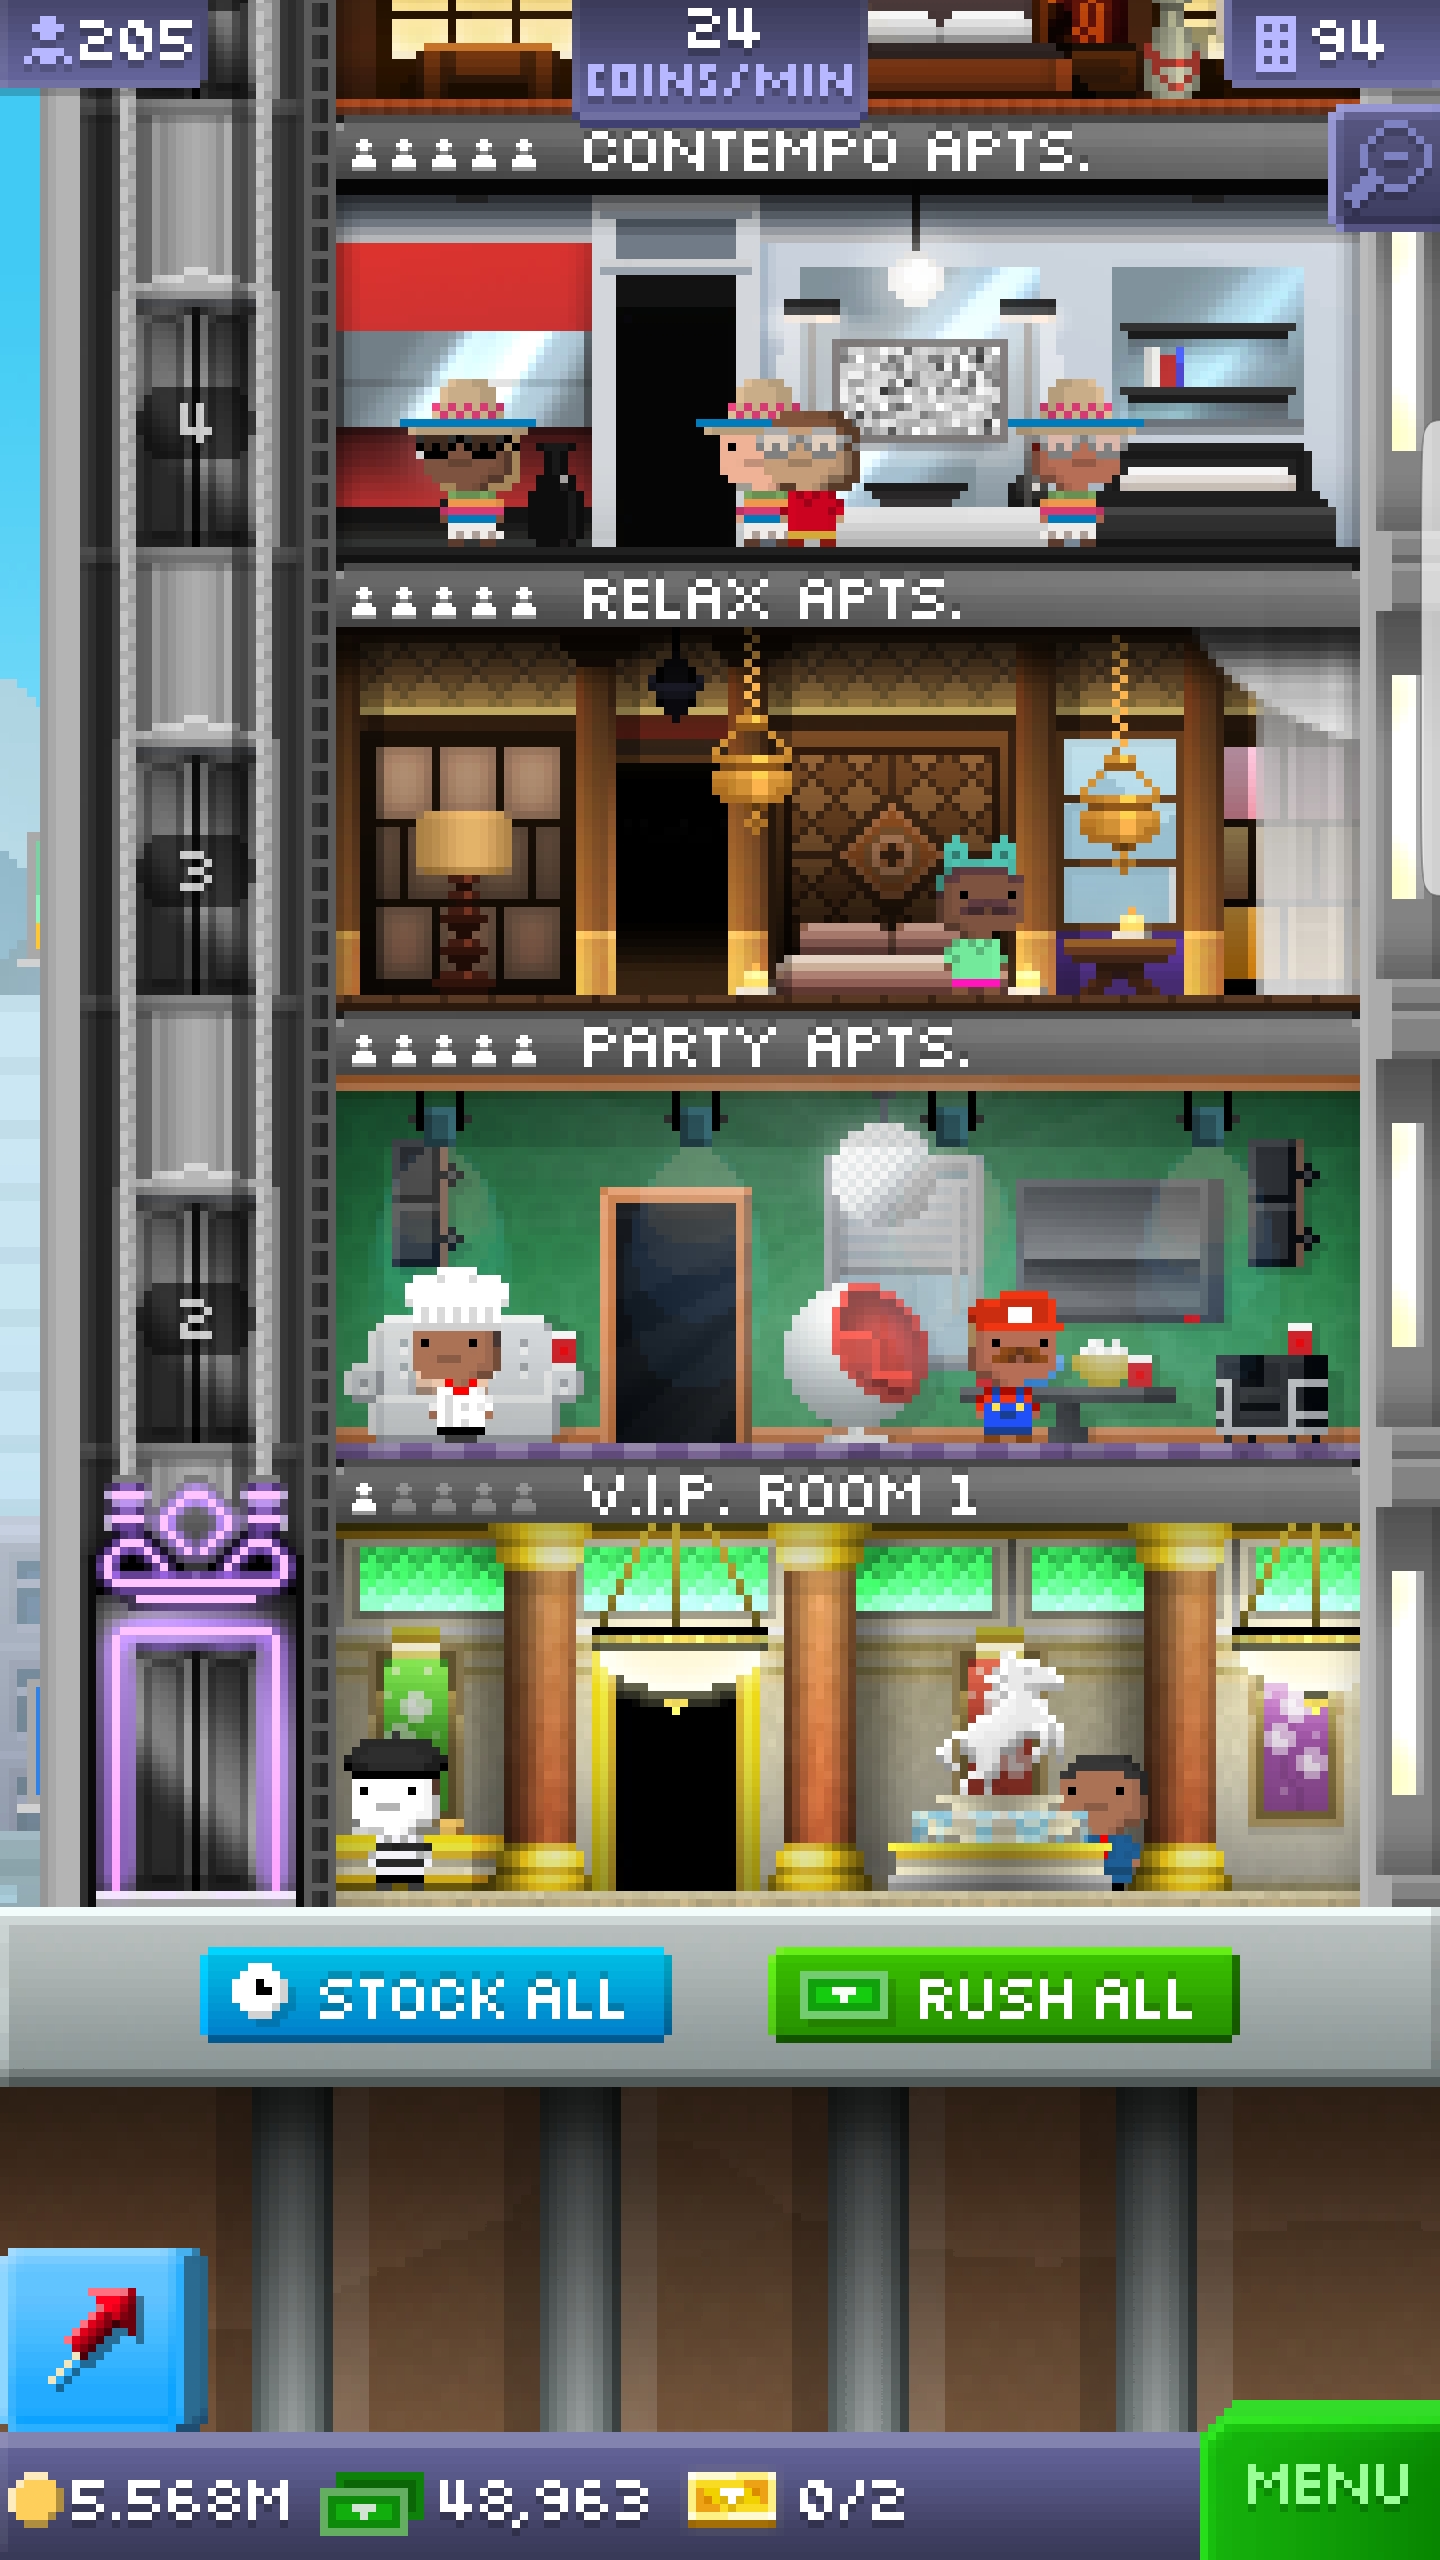 205
24
COINS/MIN
94
CONTEMPO APTS.
4
RELAX APTS.
3
PARTY APTS.
2
V.I.P. ROOM 1
STOCK ALL
RUSH ALL
5.568M
48,963
0/2
MENU